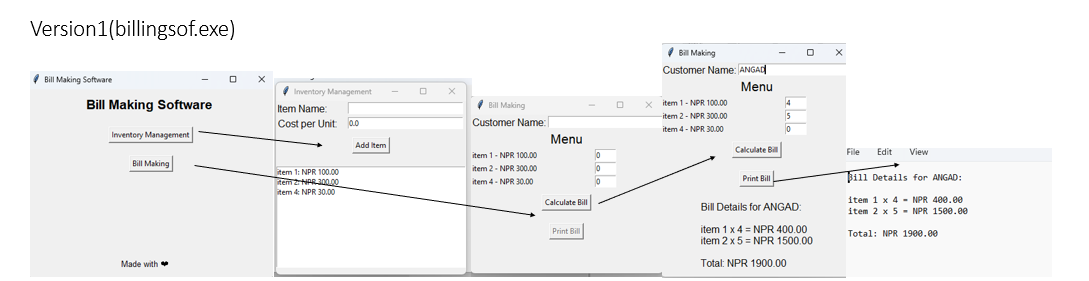 Version1(billingsof.exe)
Bill Making Software
Bill Making Software
Inventory Management
Bill Making
Made with ❤
Inventory Management
Item Name:
Cost per Unit: 0.0
Add Item
item 1: NPR 100.00
item 2: NPR 300.00
item 4: NPR 30.00
Bill Making
Customer Name:
Menu
item 1 - NPR 100.00 0
item 2 - NPR 300.00 0
item 4 - NPR 30.00 0
Calculate Bill
Print Bill
Bill Making
Customer Name: ANGAD
Menu
item 1 - NPR 100.00 4
item 2 - NPR 300.00 5
item 4 - NPR 30.00 0
Calculate Bill
Print Bill
Bill Details for ANGAD:
item 1 x 4 = NPR 400.00
item 2 x 5 = NPR 1500.00
Total: NPR 1900.00
File Edit View
Bill Details for ANGAD:
item 1 x 4 = NPR 400.00
item 2 x 5 = NPR 1500.00
Total: NPR 1900.00